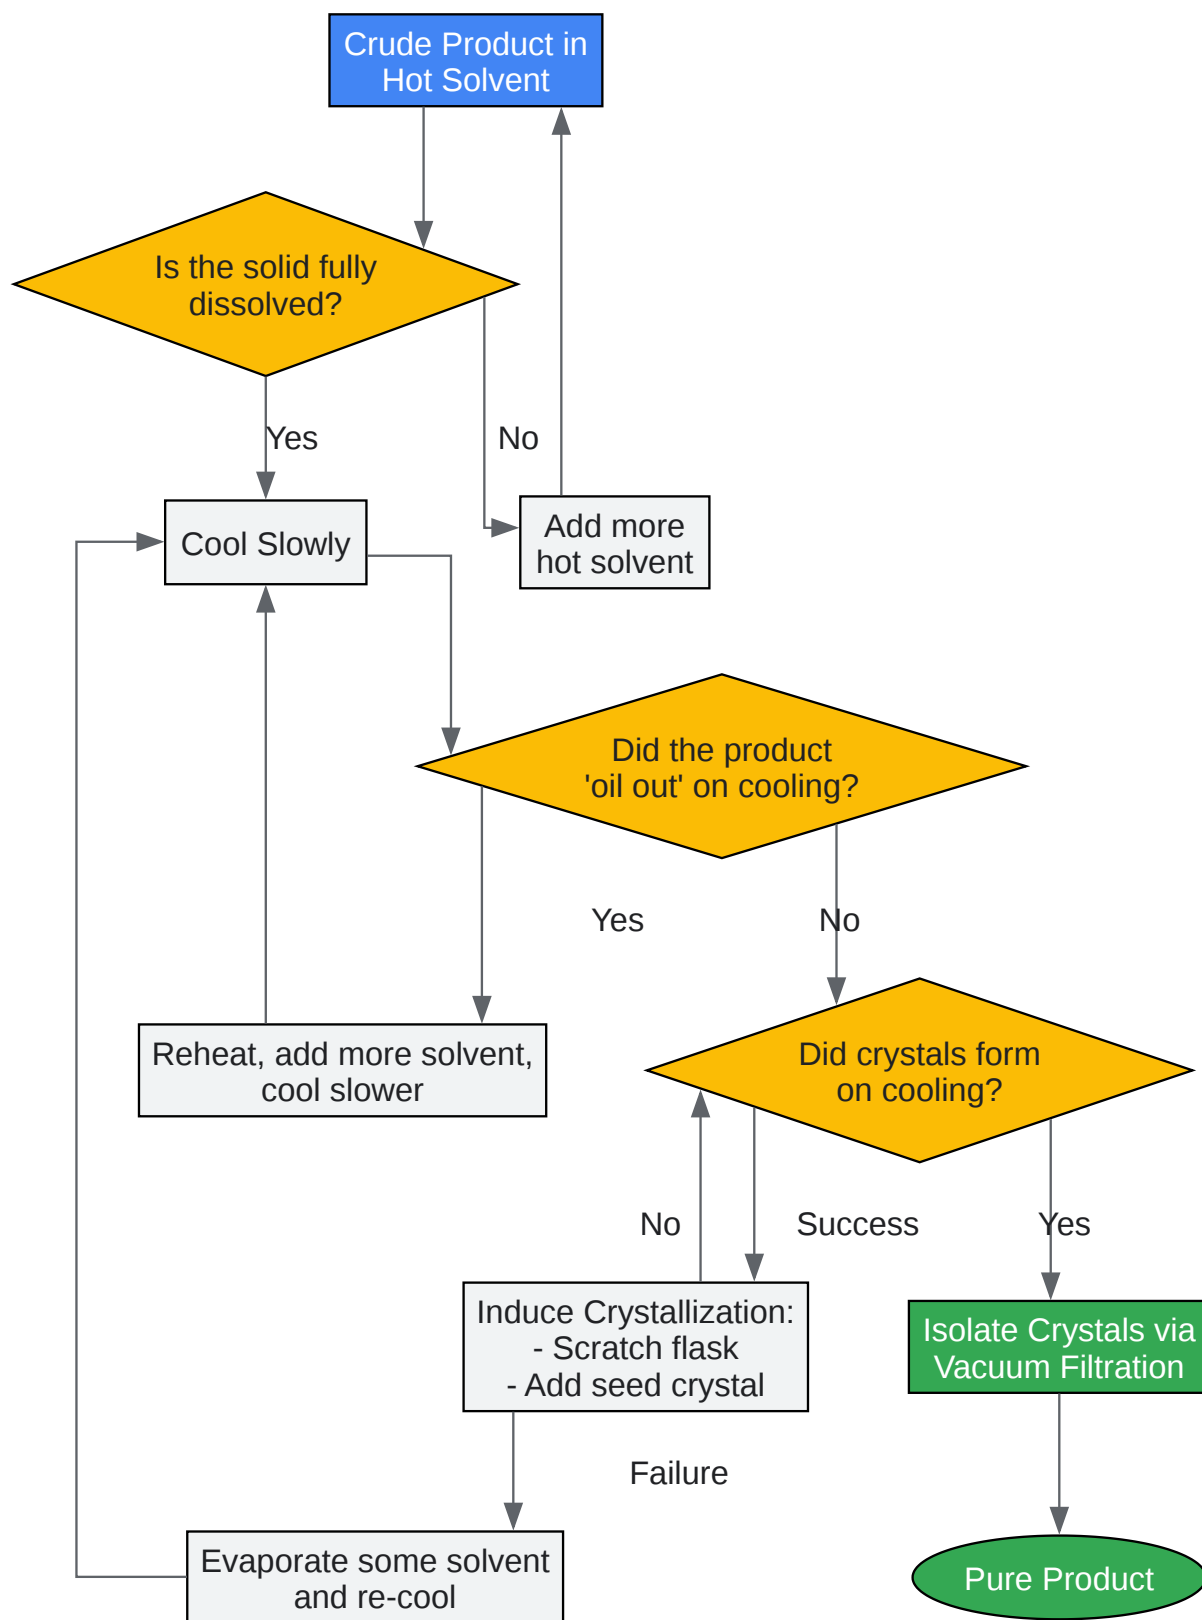 Crude Product in
Hot Solvent
Is the solid fully
dissolved?
Yes
No
Cool Slowly
Add more
hot solvent
Did the product
'oil out' on cooling?
Yes
No
Reheat, add more solvent,
cool slower
Did crystals form
on cooling?
No
Success
Yes
Induce Crystallization:
- Scratch flask
- Add seed crystal
Isolate Crystals via
Vacuum Filtration
Failure
Evaporate some solvent
and re-cool
Pure Product